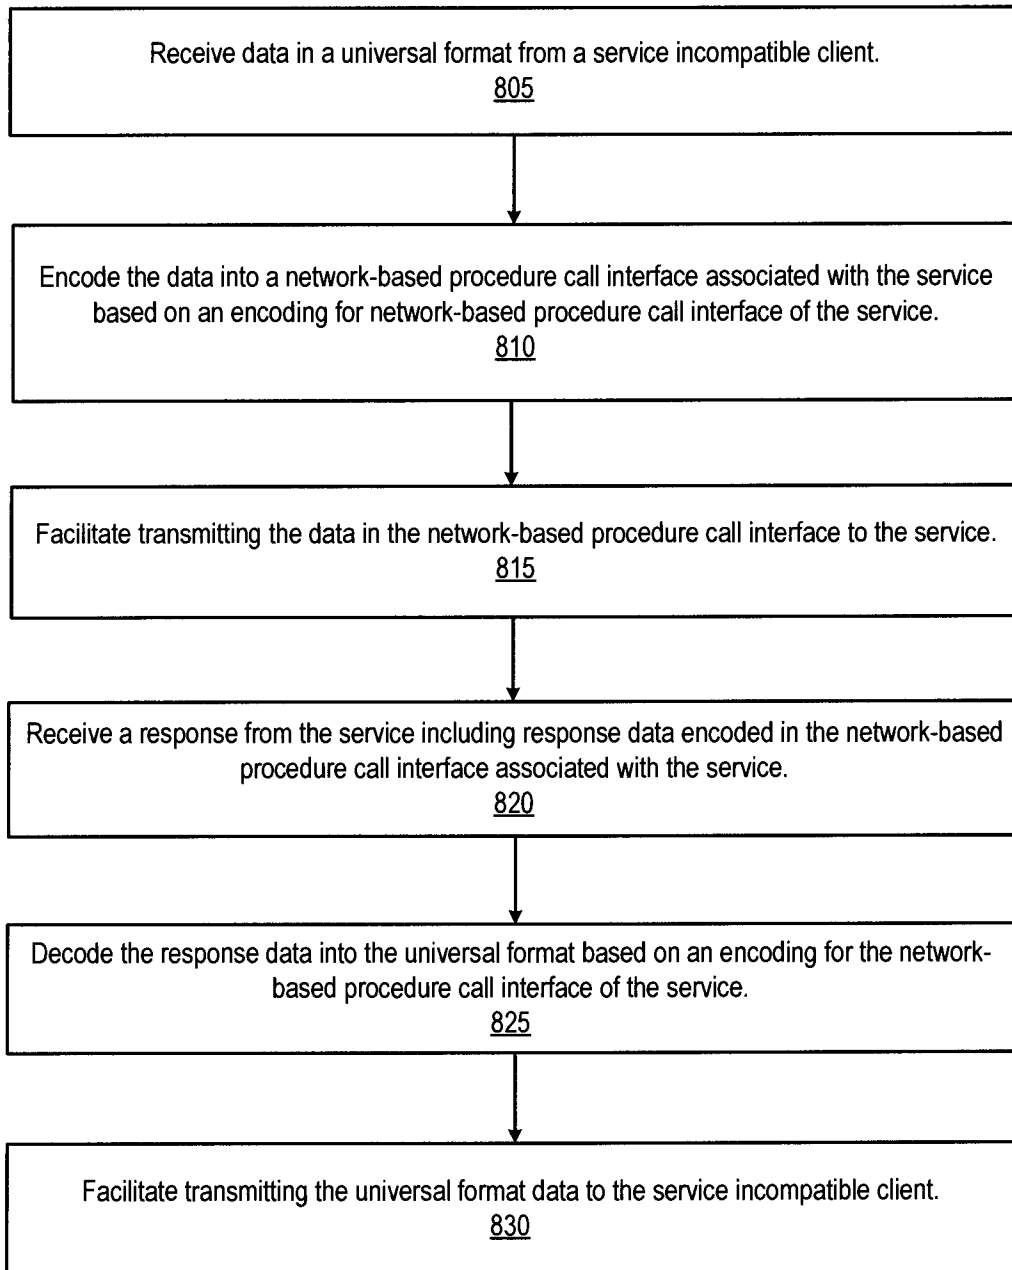 Receive data in a universal format from a service incompatible client.
805
Encode the data into a network-based procedure call interface associated with the service
based on an encoding for network-based procedure call interface of the service.
810
Facilitate transmitting the data in the network-based procedure call interface to the service.
815
Receive a response from the service including response data encoded in the network-based
procedure call interface associated with the service.
820
Decode the response data into the universal format based on an encoding for the network-
based procedure call interface of the service.
825
Facilitate transmitting the universal format data to the service incompatible client.
830